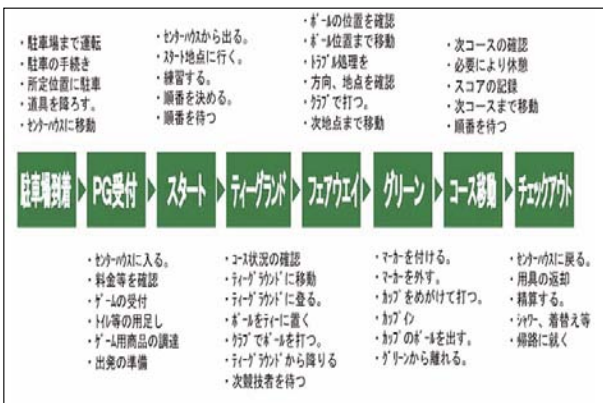 ・駐車場まで運転
・駐車の手続き
・所定位置に駐車
・道具を降ろす。
・センターハウスに移動
・センターハウスから出る。
・スタート地点に行く。
・練習する。
・順番を決める。
・順番を待つ
・ボールの位置を確認
・ボール位置まで移動
・トラブル処理を
・方向、地点を確認
・クラブで打つ。
・次地点まで移動
・次コースの確認
・必要により休憩
・スコアの記録
・次コースまで移動
・順番を待つ
駐車場到着
PG受付
スタート
ティーグランド
フェアウエイ
グリーン
コース移動
チェックアウト
・センターハウスに入る。
・料金等を確認
・ゲームの受付
・トイレ等の用足し
・ゲーム用商品の調達
・出発の準備
・コース状況の確認
・ティーグラウンドに移動
・ティーグラウンドに登る。
・ボールをティーに置く
・クラブでボールを打つ。
・ティーグラウンドから降りる
・次競技者を待つ
・マーカーを付ける。
・マーカーを外す。
・カップをめがけて打つ。
・カップイン
・カップのボールを出す。
・グリーンから離れる。
・センターハウスに戻る。
・用具の返却
・精算する。
・シャワー、着替え等
・帰路に就く